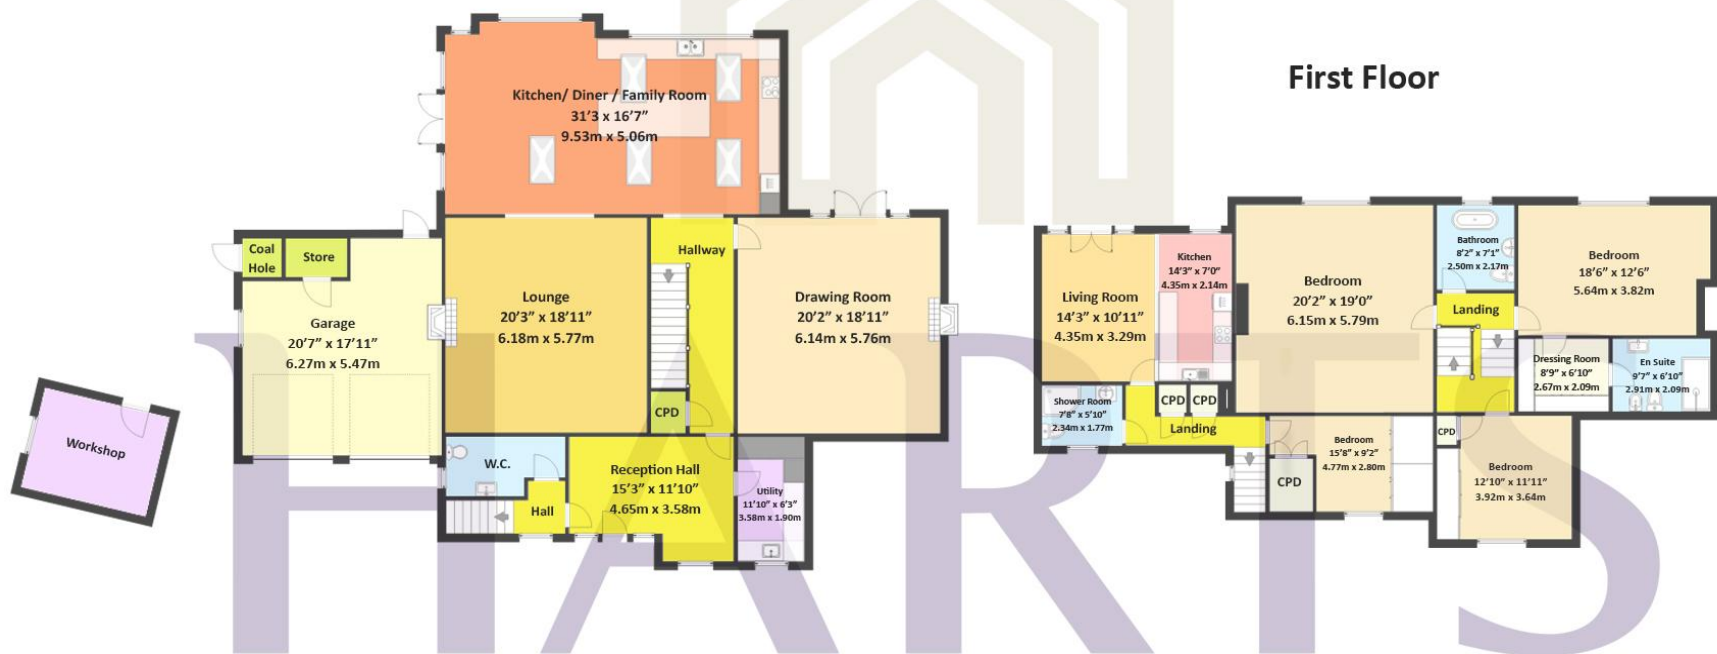 First Floor
Kitchen/ Diner / Family Room
31'3 x 16'7"
9.53m x 5.06m
Coal
Hole
Store
Hallway
Lounge
20'3" x 18'11"
6.18m x 5.77m
Drawing Room
20'2" x 18'11"
6.14m x 5.76m
Garage
20'7" x 17'11"
6.27m x 5.47m
CPD
Workshop
W.C.
Reception Hall
15'3" x 11'10"
4.65m x 3.58m
Hall
Utility
11'10" x 6'3"
3.58m x 1.90m
Living Room
14'3" x 10'11"
4.35m x 3.29m
Kitchen
14'3" x 7'0"
4.35m x 2.14m
Bedroom
20'2" x 19'0"
6.15m x 5.79m
Bathroom
8'2" x 7'1"
2.50m x 2.17m
Bedroom
18'6" x 12'6"
5.64m x 3.82m
Landing
Dressing Room
8'9" x 6'10"
2.67m x 2.09m
En Suite
9'7" x 6'10"
2.91m x 2.09m
Shower Room
7'8" x 5'10"
2.34m x 1.77m
CPD
CPD
Landing
CPD
Bedroom
15'8" x 9'2"
4.77m x 2.80m
CPD
Bedroom
12'10" x 11'11"
3.92m x 3.64m
HARTS